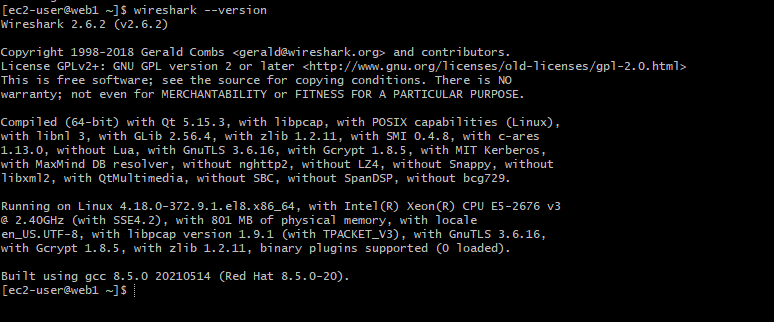 [ec2-user@web1 ~]$ wireshark --version
Wireshark 2.6.2 (v2.6.2)
Copyright 1998-2018 Gerald Combs <gerald@wireshark.org> and contributors.
License GPLv2+: GNU GPL version 2 or later <http://www.gnu.org/licenses/old-licenses/gpl-2.0.html>
This is free software; see the source for copying conditions. There is NO
warranty; not even for MERCHANTABILITY or FITNESS FOR A PARTICULAR PURPOSE.
Compiled (64-bit) with Qt 5.15.3, with libpcap, with POSIX capabilities (Linux),
with libnl 3, with GLib 2.56.4, with zlib 1.2.11, with SMI 0.4.8, with c-ares
1.13.0, without Lua, with GnuTLS 3.6.16, with Gcrypt 1.8.5, with MIT Kerberos,
with MaxMind DB resolver, without nghttp2, without LZ4, without Snappy, without
libxml2, with QtMultimedia, without SBC, without SpanDSP, without bcg729.
Running on Linux 4.18.0-372.9.1.el8.x86_64, with Intel(R) Xeon(R) CPU E5-2676 v3
@ 2.40GHz (with SSE4.2), with 801 MB of physical memory, with locale
en_US.UTF-8, with libpcap version 1.9.1 (with TPACKET_V3), with GnuTLS 3.6.16,
with Gcrypt 1.8.5, with zlib 1.2.11, binary plugins supported (0 loaded).
Built using gcc 8.5.0 20210514 (Red Hat 8.5.0-20).
[ec2-user@web1 ~]$